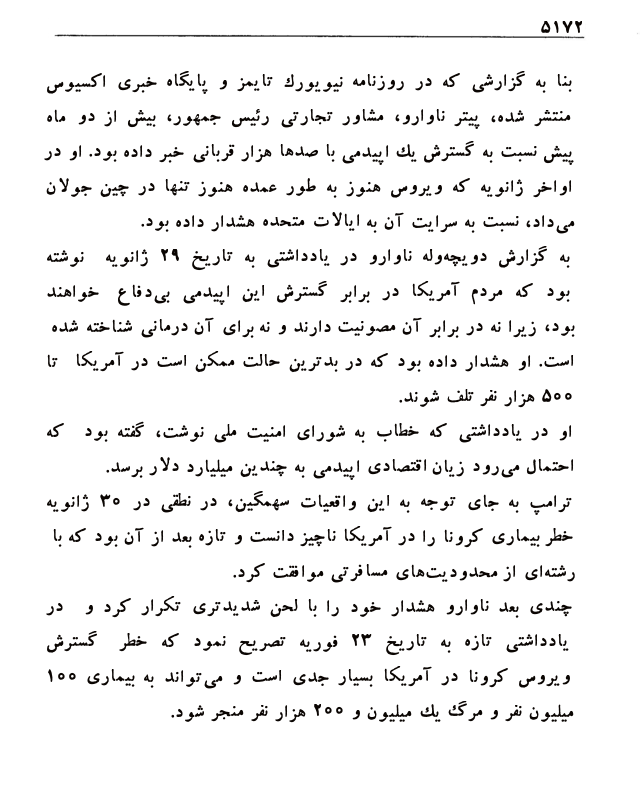 ۵۱۷۲
بنا به گزارشی که در روزنامه نیویورك تایمز و پایگاه خبری اکسیوس
منتشر شده، پیتر ناوارو، مشاور تجارتی رئیس جمهور، بیش از دو ماه
پیش نسبت به گسترش یك اپیدمی با صدها هزار قربانی خبر داده بود. او در
اواخر ژانویه که ویروس هنوز به طور عمده هنوز تنها در چین جولان
می‌داد، نسبت به سرایت آن به ایالات متحده هشدار داده بود.
به گزارش دویچه‌وله ناوارو در یادداشتی به تاریخ ۲۹ ژانویه نوشته
بود که مردم آمریکا در برابر گسترش این اپیدمی بی‌دفاع خواهند
بود، زیرا نه در برابر آن مصونیت دارند و نه برای آن درمانی شناخته شده
است. او هشدار داده بود که در بدترین حالت ممکن است در آمریکا تا
۵۰۰ هزار نفر تلف شوند.
او در یادداشتی که خطاب به شورای امنیت ملی نوشت، گفته بود که
احتمال می‌رود زیان اقتصادی اپیدمی به چندین میلیارد دلار برسد.
ترامپ به جای توجه به این واقعیات سهمگین، در نطقی در ۳۰ ژانویه
خطر بیماری کرونا را در آمریکا ناچیز دانست و تازه بعد از آن بود که با
رشته‌ای از محدودیت‌های مسافرتی موافقت کرد.
چندی بعد ناوارو هشدار خود را با لحن شدیدتری تکرار کرد و در
یادداشتی تازه به تاریخ ۲۳ فوریه تصریح نمود که خطر گسترش
ویروس کرونا در آمریکا بسیار جدی است و می‌تواند به بیماری ۱۰۰
میلیون نفر و مرگ یك میلیون و ۲۰۰ هزار نفر منجر شود.